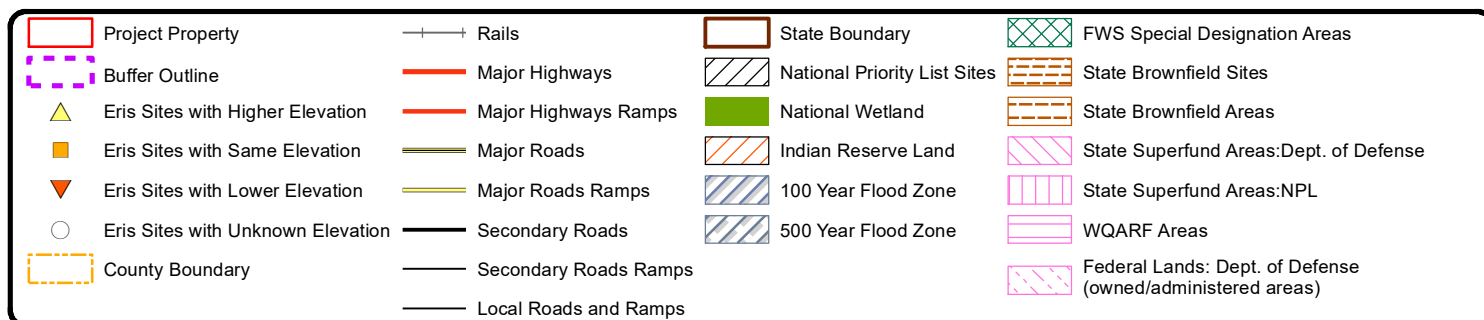 Project Property
Buffer Outline
Eris Sites with Higher Elevation
Eris Sites with Same Elevation
Eris Sites with Lower Elevation
Eris Sites with Unknown Elevation
County Boundary
Rails
Major Highways
Major Highways Ramps
Major Roads
Major Roads Ramps
Secondary Roads
Secondary Roads Ramps
Local Roads and Ramps
State Boundary
National Priority List Sites
National Wetland
Indian Reserve Land
100 Year Flood Zone
500 Year Flood Zone
FWS Special Designation Areas
State Brownfield Sites
State Brownfield Areas
State Superfund Areas:Dept. of Defense
State Superfund Areas:NPL
WQARF Areas
Federal Lands: Dept. of Defense
(owned/administered areas)